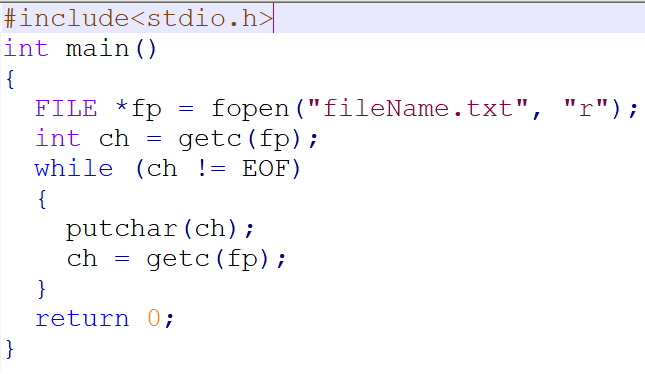 #include<stdio.h>
int main()
{
  FILE *fp = fopen("fileName.txt", "r");
  int ch = getc(fp);
  while (ch != EOF)
  {
    putchar(ch);
    ch = getc(fp);
  }
  return 0;
}